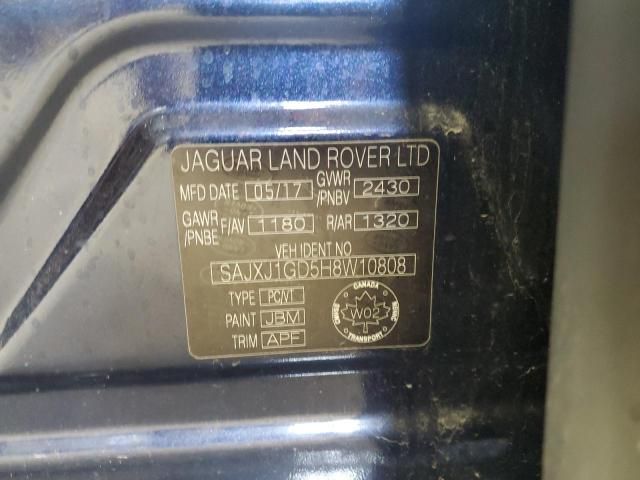 JAGUAR LAND ROVER LTD
MFD DATE 05/17 GVWR /PNBV 2430
GAWR /PNBE F/AV 1180 R/AR 1320
VEH IDENT NO
SAJXJ1GD5H8W10808
TYPE PC/V1
PAINT JBM
TRIM APF
CANADA
W02
TRANSPORT